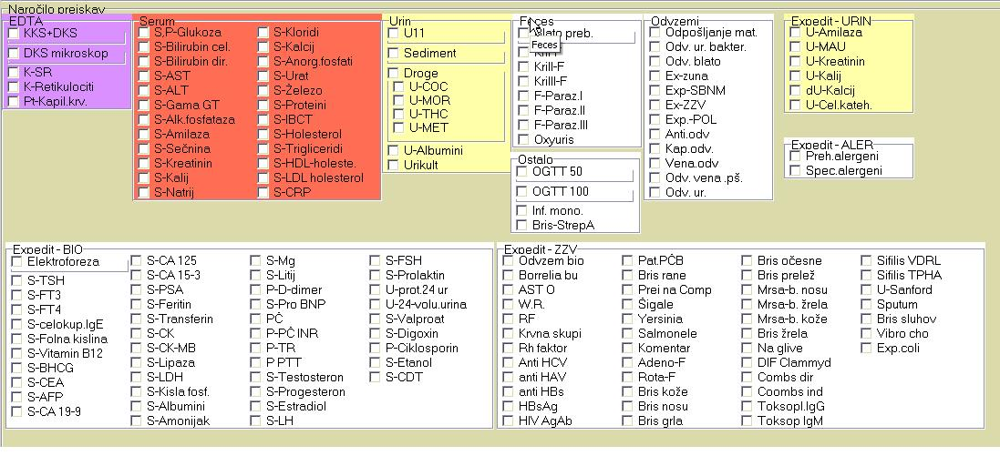 Naročilo preiskav
EDTA
KKS+DKS
DKS mikroskop
K-SR
K-Retikulociti
Pt-Kapil.krv.
Serum
S,P-Glukoza
S-Bilirubin cel.
S-Bilirubin dir.
S-AST
S-ALT
S-Gama GT
S-Alk.fosfataza
S-Amilaza
S-Sečnina
S-Kreatinin
S-Kalij
S-Natrij
S-Kloridi
S-Kalcij
S-Anorg.fosfati
S-Urat
S-Železo
S-Proteini
S-IBCT
S-Holesterol
S-Trigliceridi
S-HDL-holeste.
S-LDL holesterol
S-CRP
Urin
U11
Sediment
Droge
U-COC
U-MOR
U-THC
U-MET
U-Albumini
Urikult
Feces
preb.
Feces
Krill-F
KrillI-F
F-Paraz.I
F-Paraz.II
F-Paraz.III
Oxyuris
Ostalo
OGTT 50
OGTT 100
Inf. mono.
Bris-StrepA
Odvzemi
Odpošljanje mat.
Odv. ur. bakter.
Odv. blato
Ex-zuna
Exp-SBNM
Ex-ZZV
Exp.-POL
Anti.odv
Kap.odv.
Vena.odv
Odv. vena .pš.
Odv. ur.
Expedit - URIN
U-Amilaza
U-MAU
U-Kreatinin
U-Kalij
dU-Kalcij
U-Cel.kateh.
Expedit - ALER
Preh.alergeni
Spec.alergeni
Expedit - BIO
Elektroforeza
S-TSH
S-FT3
S-FT4
S-celokup.IgE
S-Folna kislina
S-Vitamin B12
S-BHCG
S-CEA
S-AFP
S-CA 19-9
S-CA 125
S-CA 15-3
S-PSA
S-Feritin
S-Transferin
S-CK
S-CK-MB
S-Lipaza
S-LDH
S-Kisla fosf.
S-Albumini
S-Amonijak
S-Mg
S-Litij
P-D-dimer
S-Pro BNP
PČ
P-PČ INR
P-TR
P PTT
S-Testosteron
S-Progesteron
S-Estradiol
S-LH
S-FSH
S-Prolaktin
U-prot.24 ur
U-24-volu.urina
S-Valproat
S-Digoxin
P-Ciklosporin
S-Etanol
S-CDT
Expedit - ZZV
Odvzem bio
Borrelia bu
AST O
W.R.
RF
Krvna skupi
Rh faktor
Anti HCV
anti HAV
anti HBs
HBsAg
HIV AgAb
Pat.PČB
Bris rane
Prei na Comp
Šigale
Yersinia
Salmonele
Komentar
Adeno-F
Rota-F
Bris kože
Bris nosu
Bris grla
Bris očesne
Bris prelež
Mrsa-b. nosu
Mrsa-b. žrela
Mrsa-b. kože
Bris žrela
Na glive
DIF Clammyd
Combs dir
Coombs ind
Toksopl.IgG
Toksop IgM
Sifilis VDRL
Sifilis TPHA
U-Sanford
Sputum
Bris sluhov
Vibro cho
Exp.coli